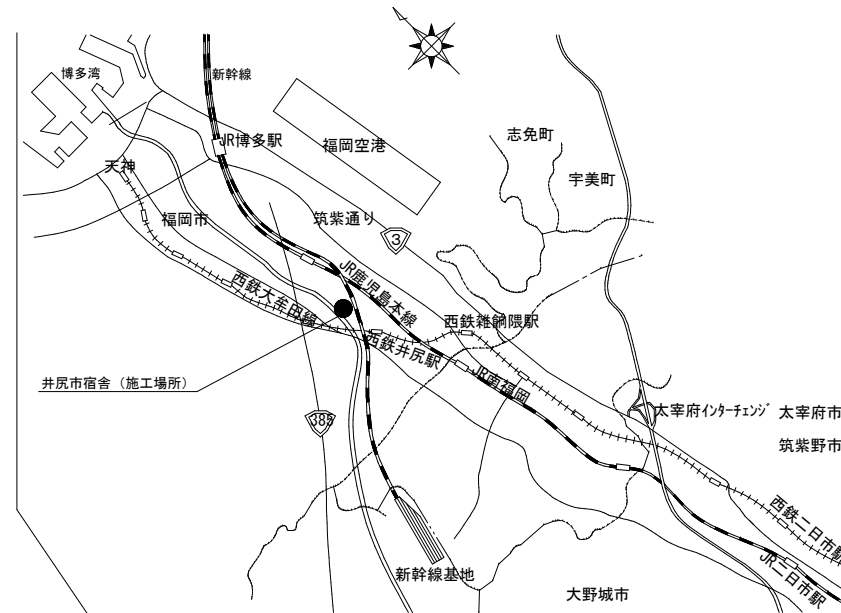 博多湾
新幹線
JR博多駅
福岡空港
志免町
宇美町
天神
福岡市
筑紫通り
3
JR鹿児島本線
西鉄大牟田線
西鉄雑餉隈駅
西鉄井尻駅
JR南福岡
井尻市宿舎（施工場所）
385
太宰府ｲﾝﾀｰﾁｪﾝｼﾞ
太宰府市
筑紫野市
西鉄二日市駅
JR二日市駅
新幹線基地
大野城市